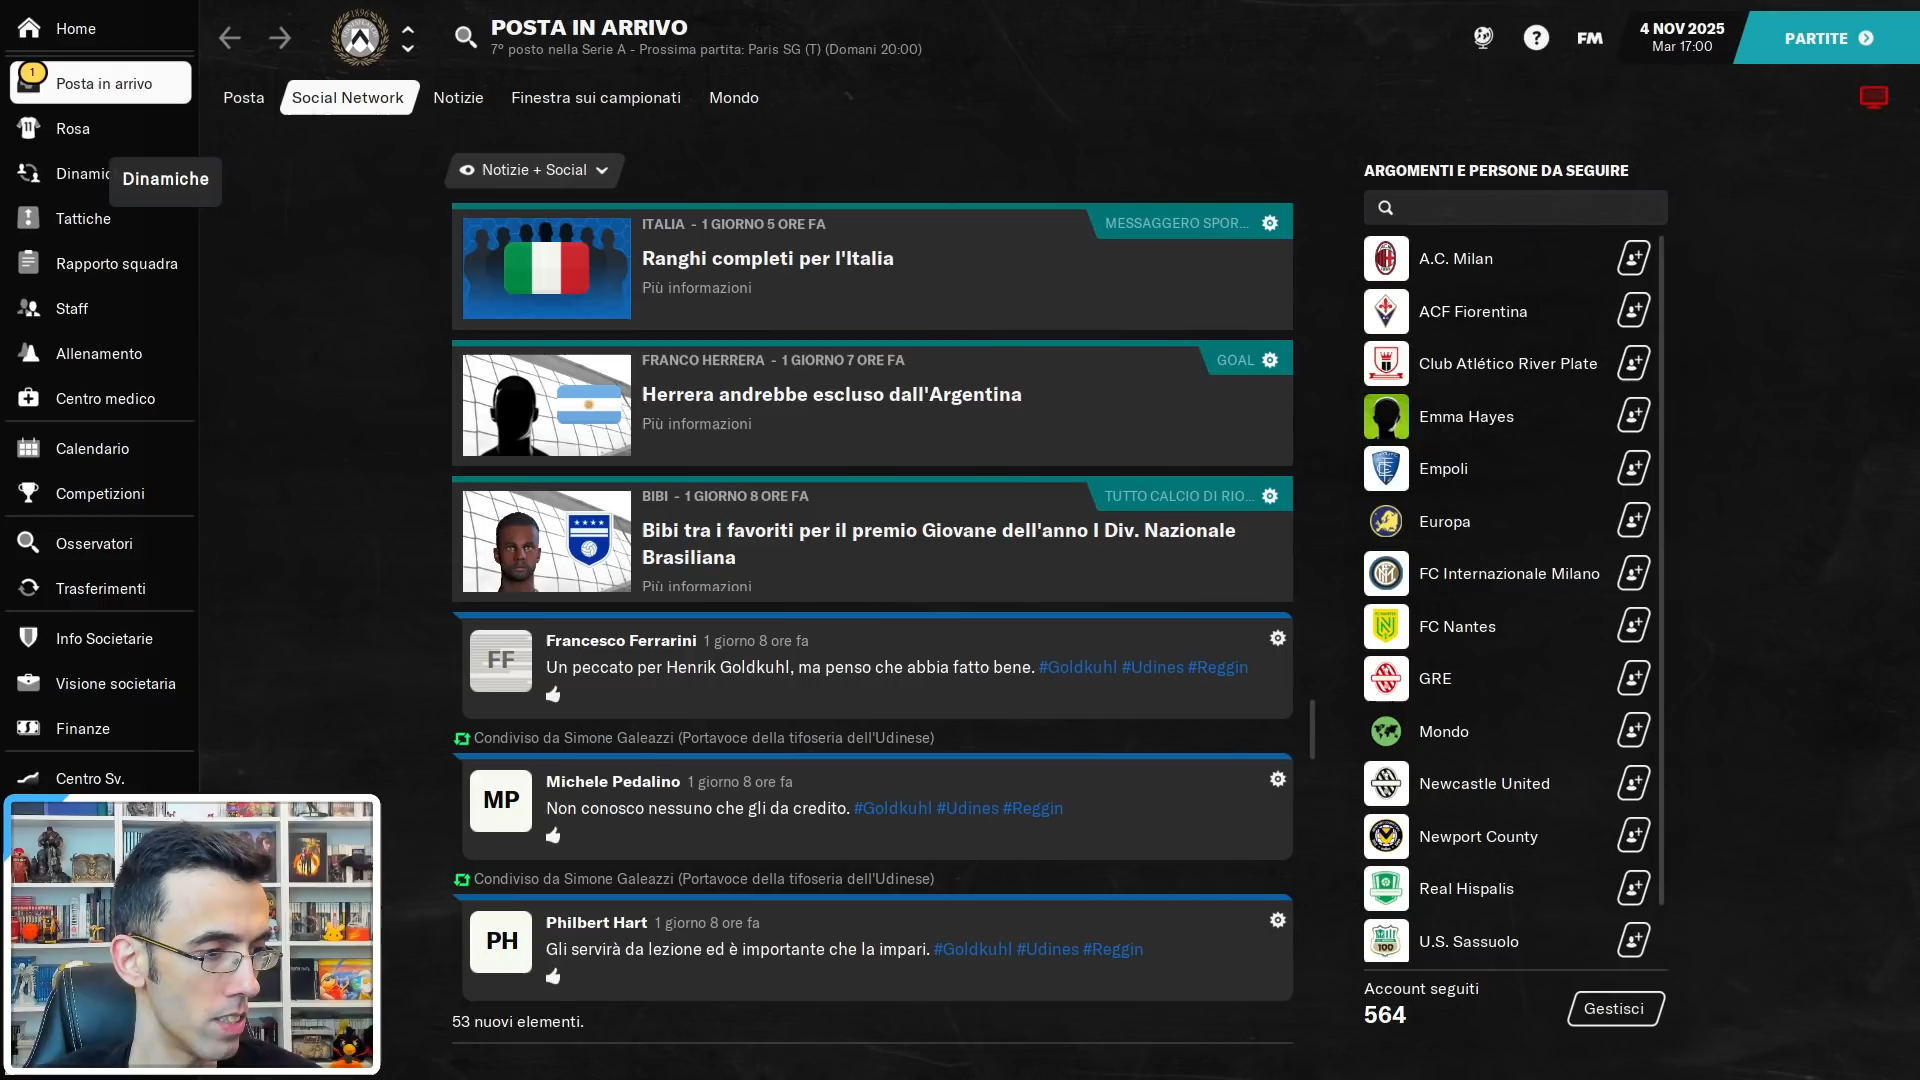 Home
1
Posta in arrivo
Rosa
Dinamic
Dinamiche
Tattiche
Rapporto squadra
Staff
Allenamento
Centro medico
Calendario
Competizioni
Osservatori
Trasferimenti
Info Societarie
Visione societaria
Finanze
Centro Sv.
POSTA IN ARRIVO
7° posto nella Serie A - Prossima partita: Paris SG (T) (Domani 20:00)
FM
4 NOV 2025
Mar 17:00
PARTITE
Posta
Social Network
Notizie
Finestra sui campionati
Mondo
Notizie + Social
ITALIA - 1 GIORNO 5 ORE FA
MESSAGGERO SPOR...
Ranghi completi per l'Italia
Più informazioni
FRANCO HERRERA - 1 GIORNO 7 ORE FA
GOAL
Herrera andrebbe escluso dall'Argentina
Più informazioni
BIBI - 1 GIORNO 8 ORE FA
TUTTO CALCIO DI RIO...
Bibi tra i favoriti per il premio Giovane dell'anno I Div. Nazionale
Brasiliana
Più informazioni
FF
Francesco Ferrarini 1 giorno 8 ore fa
Un peccato per Henrik Goldkuhl, ma penso che abbia fatto bene. #Goldkuhl #Udines #Reggin
Condiviso da Simone Galeazzi (Portavoce della tifoseria dell'Udinese)
MP
Michele Pedalino 1 giorno 8 ore fa
Non conosco nessuno che gli da credito. #Goldkuhl #Udines #Reggin
Condiviso da Simone Galeazzi (Portavoce della tifoseria dell'Udinese)
PH
Philbert Hart 1 giorno 8 ore fa
Gli servirà da lezione ed è importante che la impari. #Goldkuhl #Udines #Reggin
53 nuovi elementi.
ARGOMENTI E PERSONE DA SEGUIRE
A.C. Milan
ACF Fiorentina
Club Atlético River Plate
Emma Hayes
Empoli
Europa
FC Internazionale Milano
FC Nantes
GRE
Mondo
Newcastle United
Newport County
Real Hispalis
U.S. Sassuolo
Account seguiti
564
Gestisci